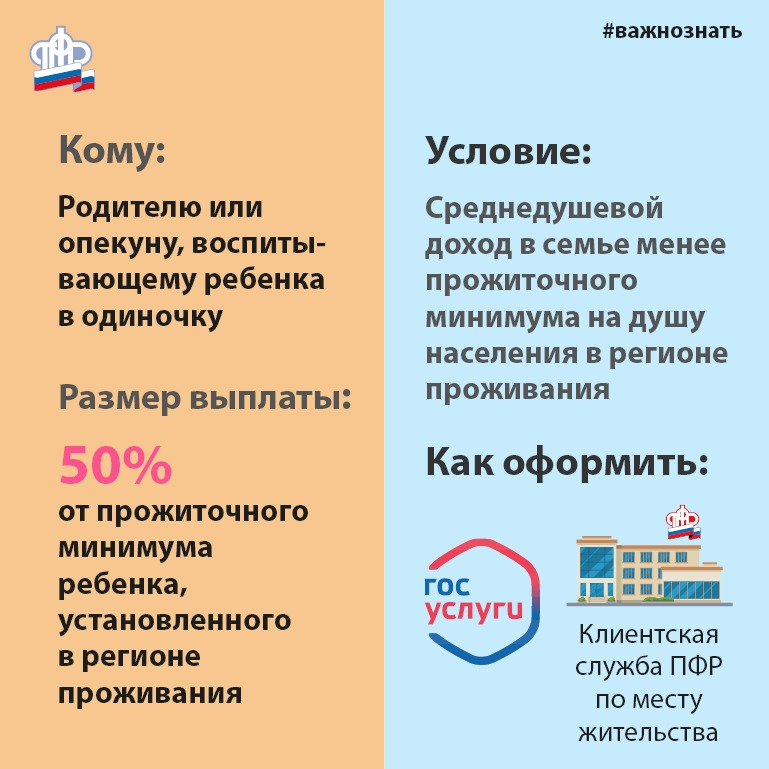 #важнознать
ПФР
Кому:
Родителю или
опекуну, воспиты-
вающему ребенка
в одиночку
Размер выплаты:
50%
от прожиточного
минимума
ребенка,
установленного
в регионе
проживания
Условие:
Среднедушевой
доход в семье менее
прожиточного
минимума на душу
населения в регионе
проживания
Как оформить:
гос
услуги
ПФР
Клиентская
служба ПФР
по месту
жительства